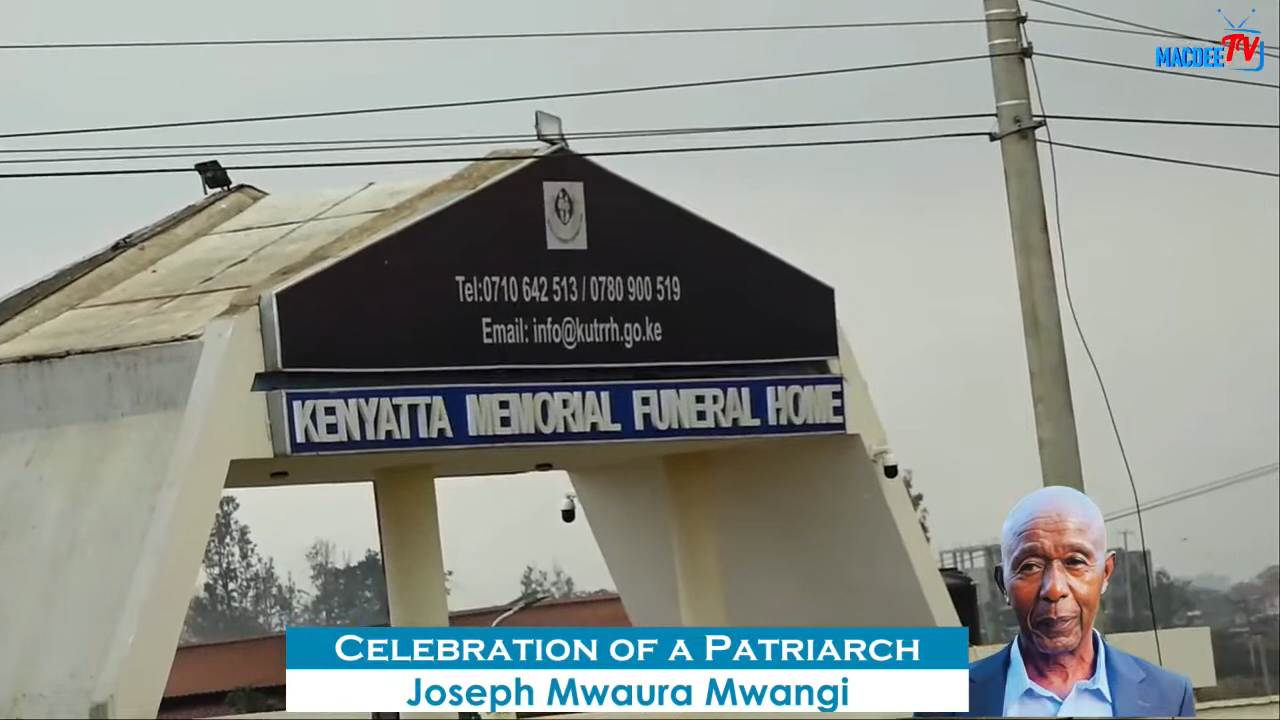 MACDEE TV
Tel:0710 642 513 / 0780 900 519
Email: info@kutrrh.go.ke
KENYATTA MEMORIAL FUNERAL HOME
CELEBRATION OF A PATRIARCH
Joseph Mwaura Mwangi